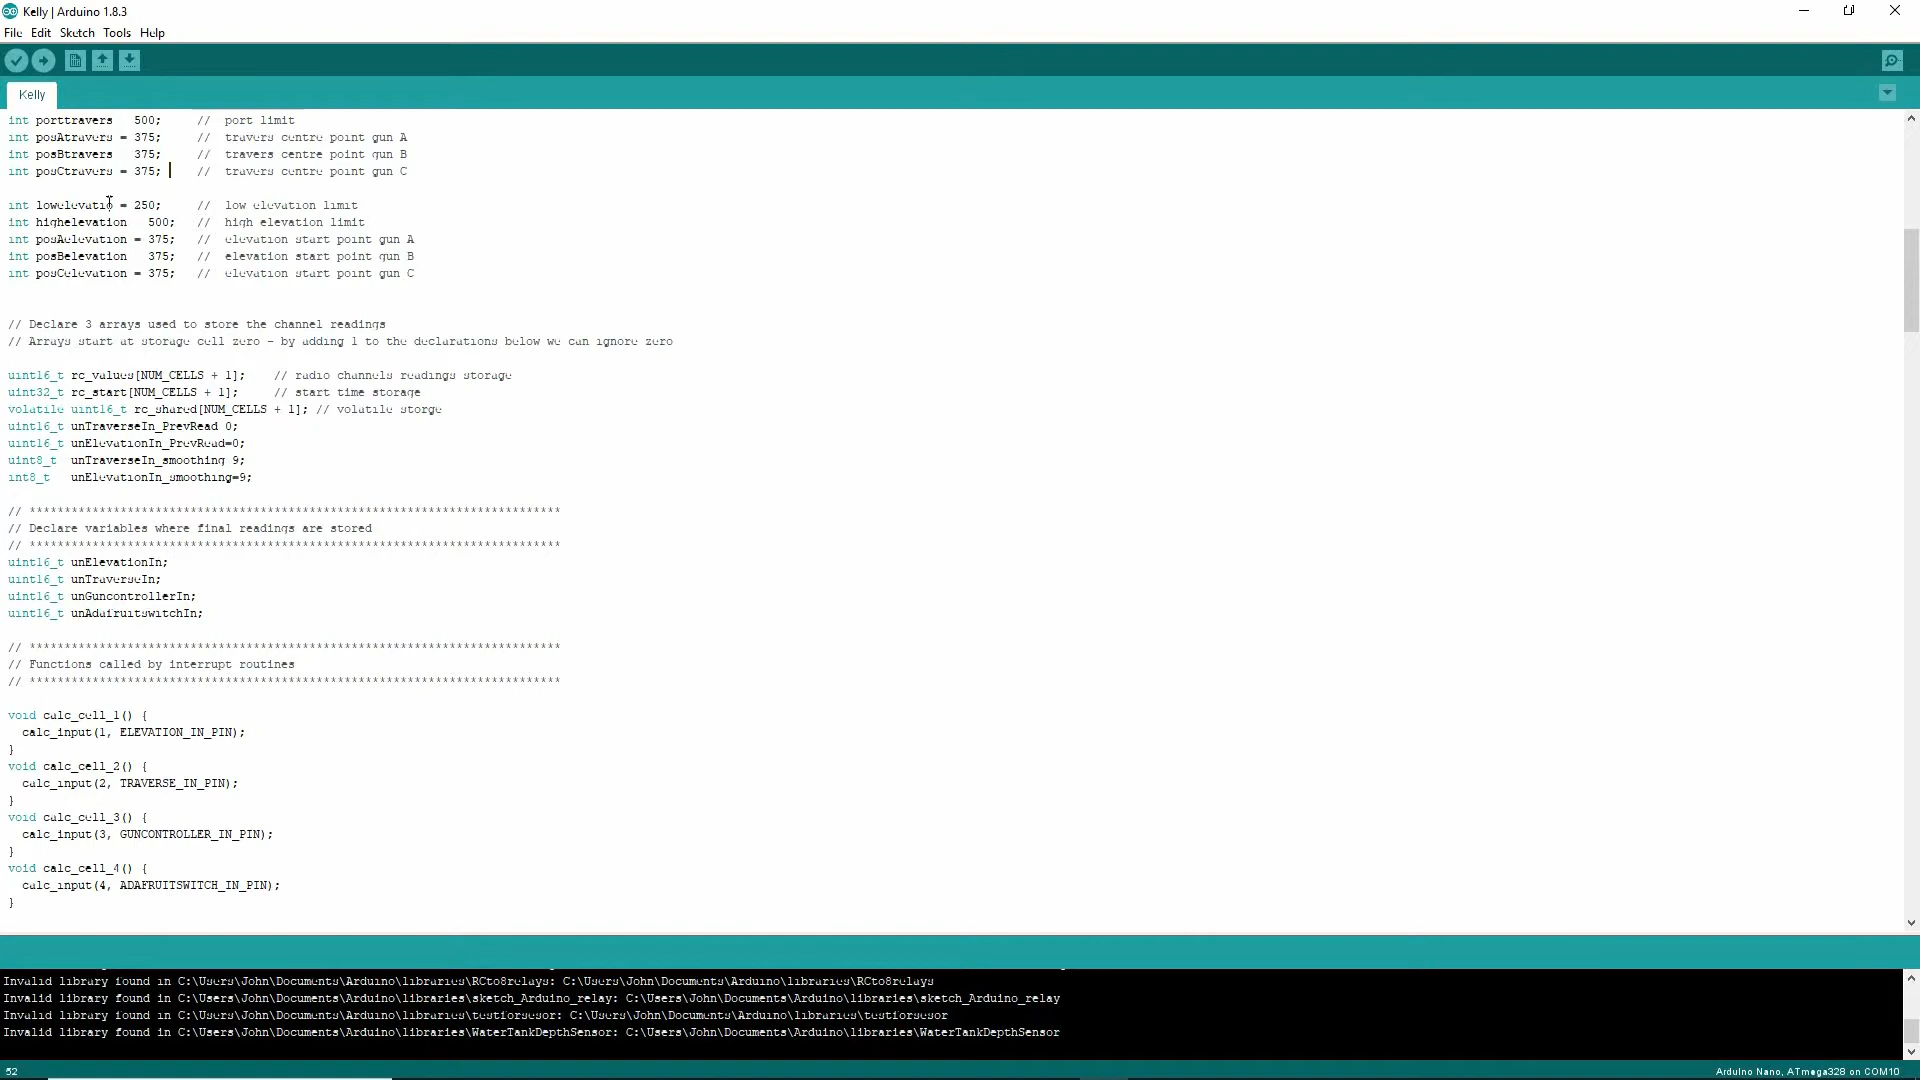 Kelly | Arduino 1.8.3
File Edit Sketch Tools Help
Kelly
int porttravers   500;     //  port limit
int posAtravers = 375;     //  travers centre point gun A
int posBtravers   375;     //  travers centre point gun B
int posCtravers = 375;     //  travers centre point gun C
int lowelevatio = 250;     //  low elevation limit
int highelevation   500;   //  high elevation limit
int posAelevation = 375;   //  elevation start point gun A
int posBelevation   375;   //  elevation start point gun B
int posCelevation = 375;   //  elevation start point gun C
// Declare 3 arrays used to store the channel readings
// Arrays start at storage cell zero - by adding 1 to the declarations below we can ignore zero
uint16_t rc_values[NUM_CELLS + 1];    // radio channels readings storage
uint32_t rc_start[NUM_CELLS + 1];     // start time storage
volatile uint16_t rc_shared[NUM_CELLS + 1]; // volatile storge
uint16_t unTraverseIn_PrevRead 0;
uint16_t unElevationIn_PrevRead=0;
uint8_t  unTraverseIn_smoothing 9;
int8_t   unElevationIn_smoothing=9;
// ****************************************************************************
// Declare variables where final readings are stored
// ****************************************************************************
uint16_t unElevationIn;
uint16_t unTraverseIn;
uint16_t unGuncontrollerIn;
uint16_t unAdafruitswitchIn;
// ****************************************************************************
// Functions called by interrupt routines
// ****************************************************************************
void calc_cell_1() {
  calc_input(1, ELEVATION_IN_PIN);
}
void calc_cell_2() {
  calc_input(2, TRAVERSE_IN_PIN);
}
void calc_cell_3() {
  calc_input(3, GUNCONTROLLER_IN_PIN);
}
void calc_cell_4() {
  calc_input(4, ADAFRUITSWITCH_IN_PIN);
}
Invalid library found in C:\Users\John\Documents\Arduino\libraries\RCto8relays: C:\Users\John\Documents\Arduino\libraries\RCto8relays
Invalid library found in C:\Users\John\Documents\Arduino\libraries\sketch_Arduino_relay: C:\Users\John\Documents\Arduino\libraries\sketch_Arduino_relay
Invalid library found in C:\Users\John\Documents\Arduino\libraries\testforsesor: C:\Users\John\Documents\Arduino\libraries\testforsesor
Invalid library found in C:\Users\John\Documents\Arduino\libraries\WaterTankDepthSensor: C:\Users\John\Documents\Arduino\libraries\WaterTankDepthSensor
52 Arduino Nano, ATmega328 on COM10